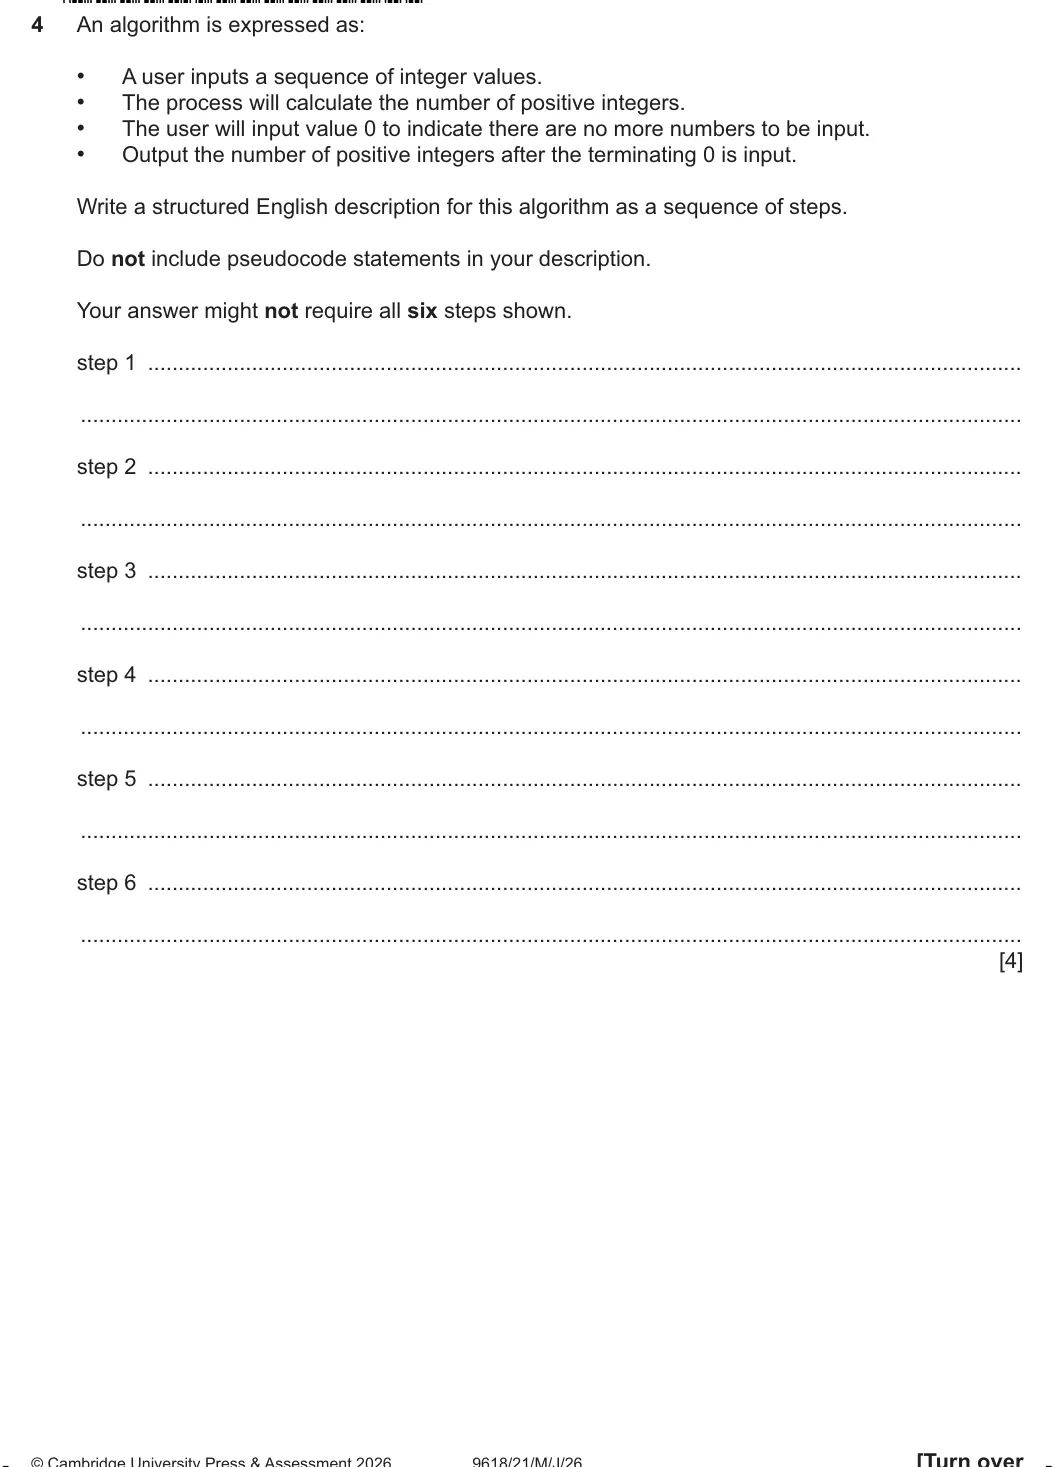 4 An algorithm is expressed as:
• A user inputs a sequence of integer values.
• The process will calculate the number of positive integers.
• The user will input value 0 to indicate there are no more numbers to be input.
• Output the number of positive integers after the terminating 0 is input.
Write a structured English description for this algorithm as a sequence of steps.
Do not include pseudocode statements in your description.
Your answer might not require all six steps shown.
step 1 ................................................................................
................................................................................
step 2 ................................................................................
................................................................................
step 3 ................................................................................
................................................................................
step 4 ................................................................................
................................................................................
step 5 ................................................................................
................................................................................
step 6 ................................................................................
................................................................................
[4]
© Cambridge University Press & Assessment 2026 9618/21/M/J/26 [Turn over